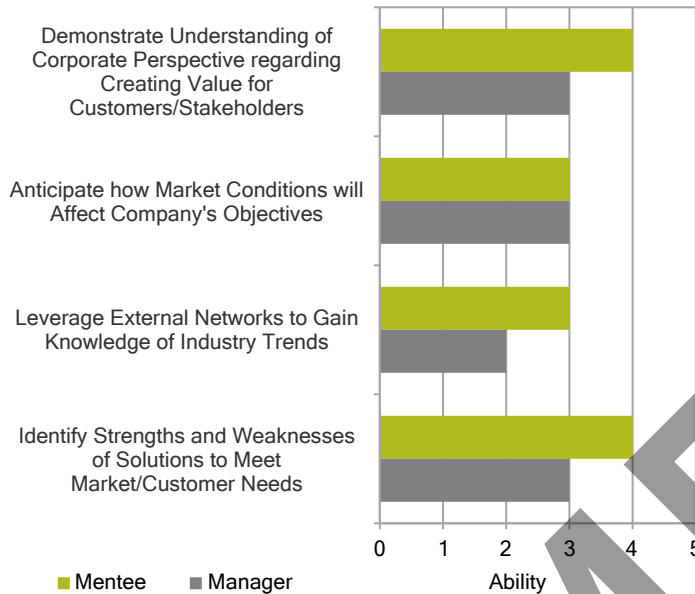 Demonstrate Understanding of
Corporate Perspective regarding
Creating Value for
Customers/Stakeholders
Anticipate how Market Conditions will
Affect Company's Objectives
Leverage External Networks to Gain
Knowledge of Industry Trends
Identify Strengths and Weaknesses
of Solutions to Meet
Market/Customer Needs
0 1 2 3 4 5
Mentee Manager Ability